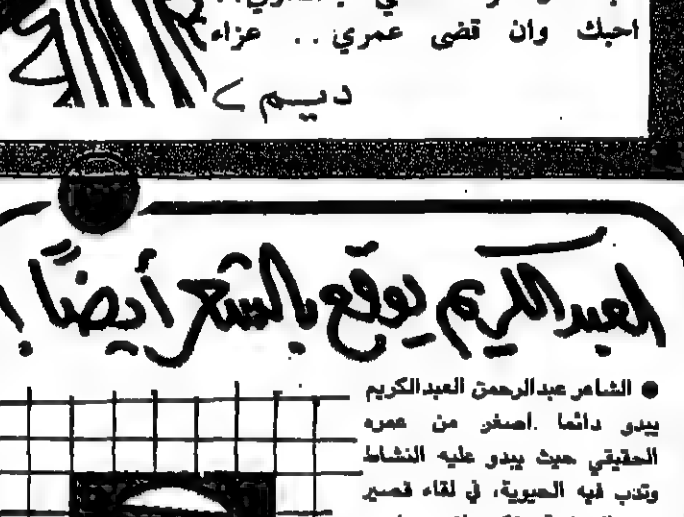 احبك وان قضى عمري .. عزاء
ديم
العبدالكريم يوقع بالشعر أيضاً !
● الشاعر عبدالرحمن العبدالكريم
يبدو دائما أصغر من عمره
الحقيقي حيث يبدو عليه النشاط
وتدب فيه الحيوية، في لقاء قصير